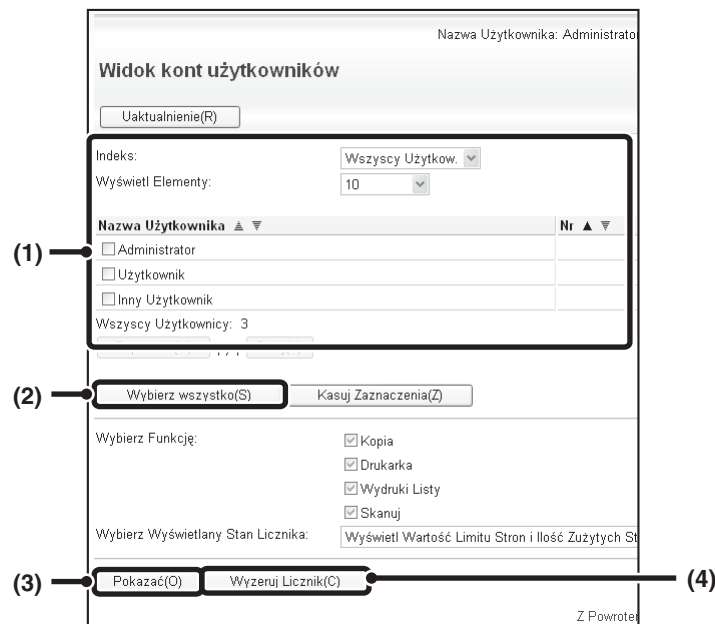 Nazwa Użytkownika: Administrator
Widok kont użytkowników
Uaktualnienie(R)
Indeks: Wszyscy Użytkow.
Wyświetl Elementy: 10
Nazwa Użytkownika Nr
(1)
Administrator
Użytkownik
Inny Użytkownik
Wszyscy Użytkownicy: 3
(2) Wybierz wszystko(S) Kasuj Zaznaczenia(Z)
Wybierz Funkcję: Kopia
Drukarka
Wydruki Listy
Skanuj
Wybierz Wyświetlany Stan Licznika: Wyświetl Wartość Limitu Stron i Ilość Zużytych St
(3) Pokazać(O) Wyzeruj Licznik(C) (4)
Z Powrotem